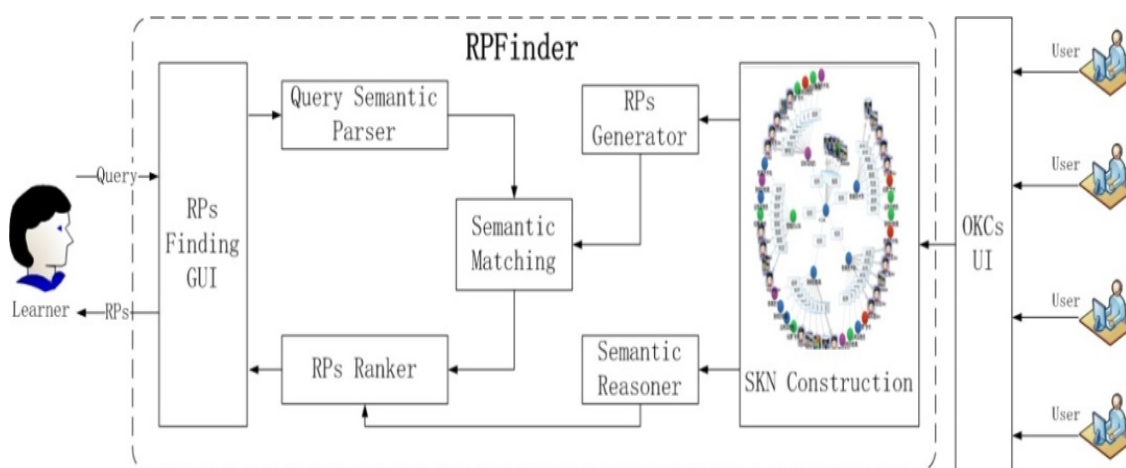 RPFinder
Query
Learner
RPs
RPs
Finding
GUI
Query Semantic
Parser
Semantic
Matching
RPs Ranker
RPs
Generator
Semantic
Reasoner
SKN Construction
OKCs
UI
User
User
User
User